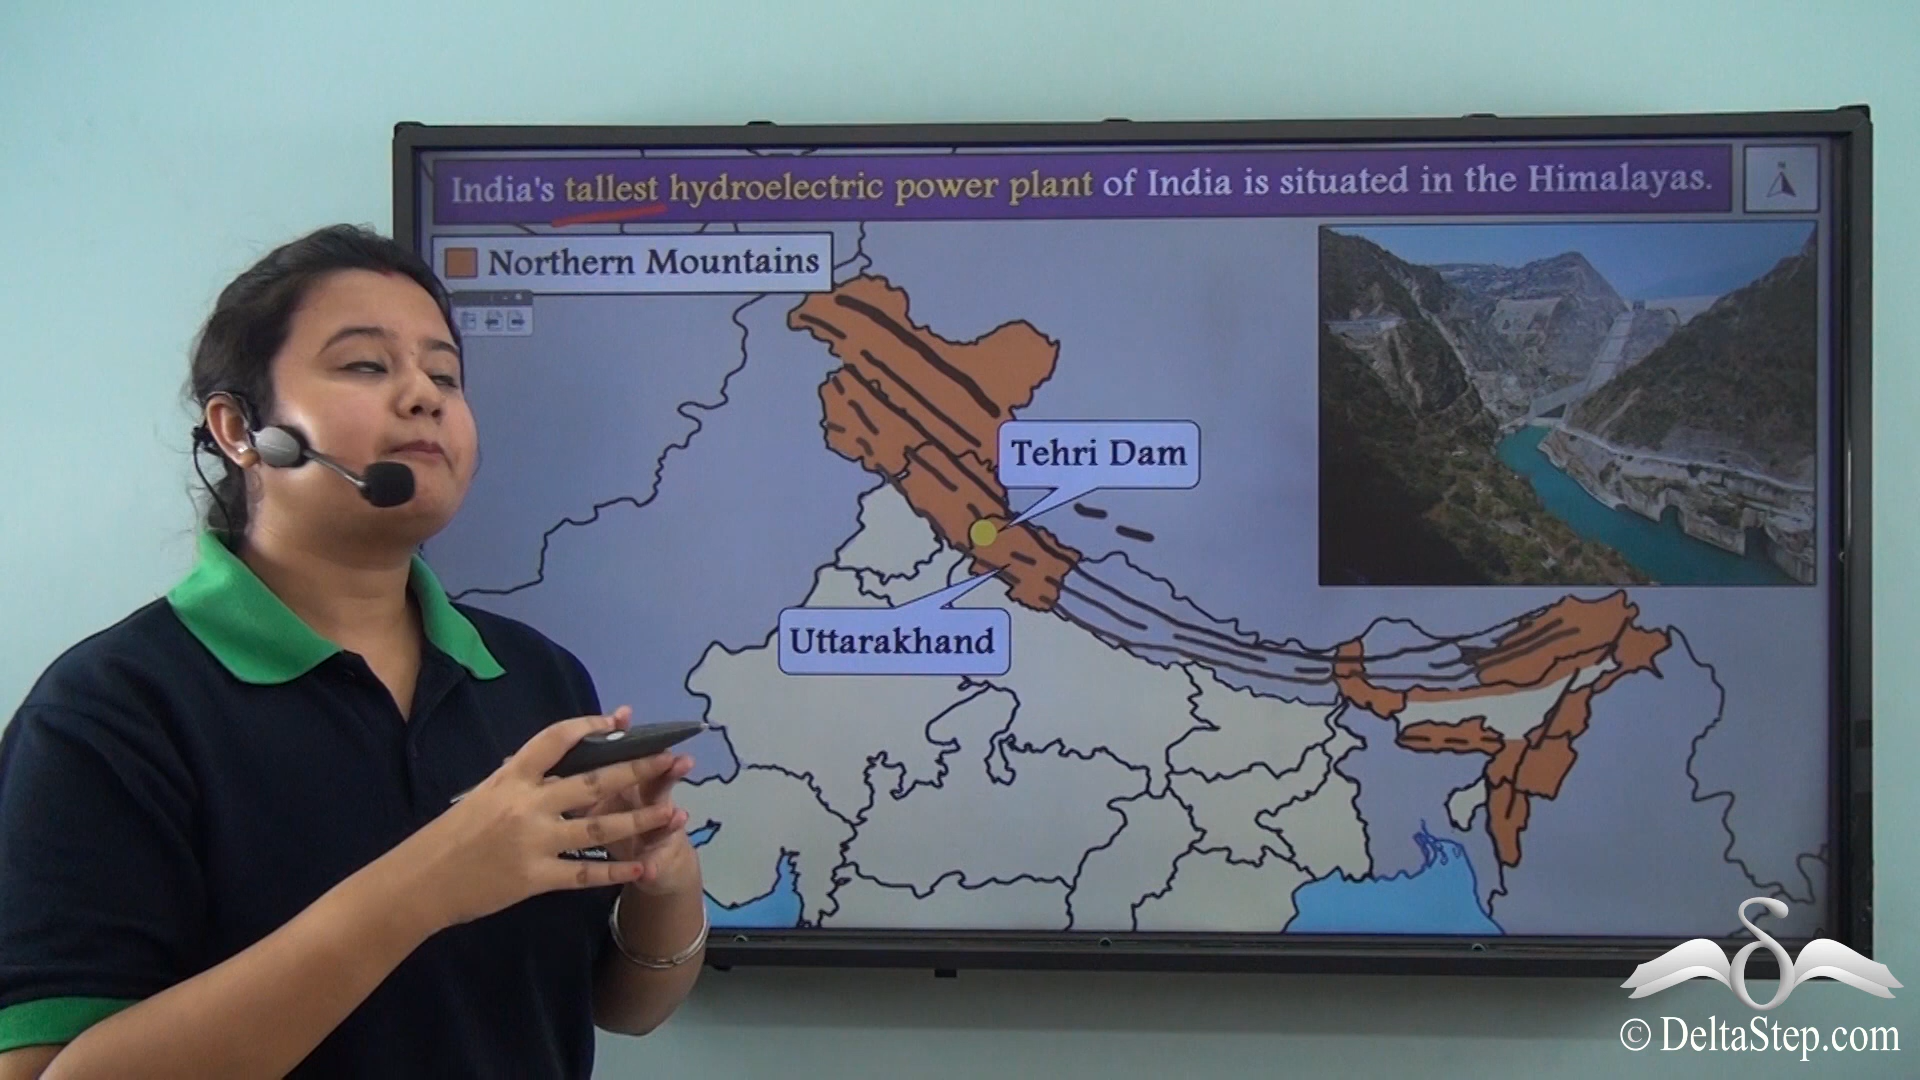 India's tallest hydroelectric power plant of India is situated in the Himalayas.
N
Northern Mountains
Tehri Dam
Uttarakhand
© DeltaStep.com